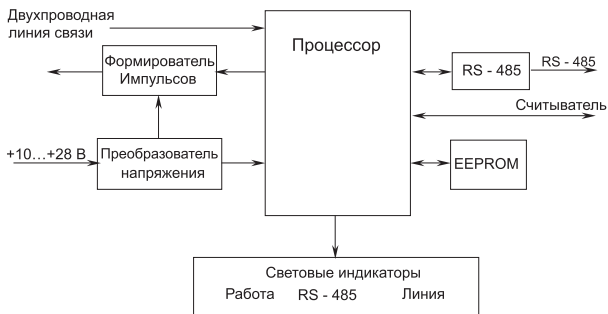 Двухпроводная
линия связи
Процессор
Формирователь
Импульсов
RS - 485
RS - 485
Считыватель
+10...+28 В
Преобразователь
напряжения
EEPROM
Световые индикаторы
Работа RS - 485 Линия